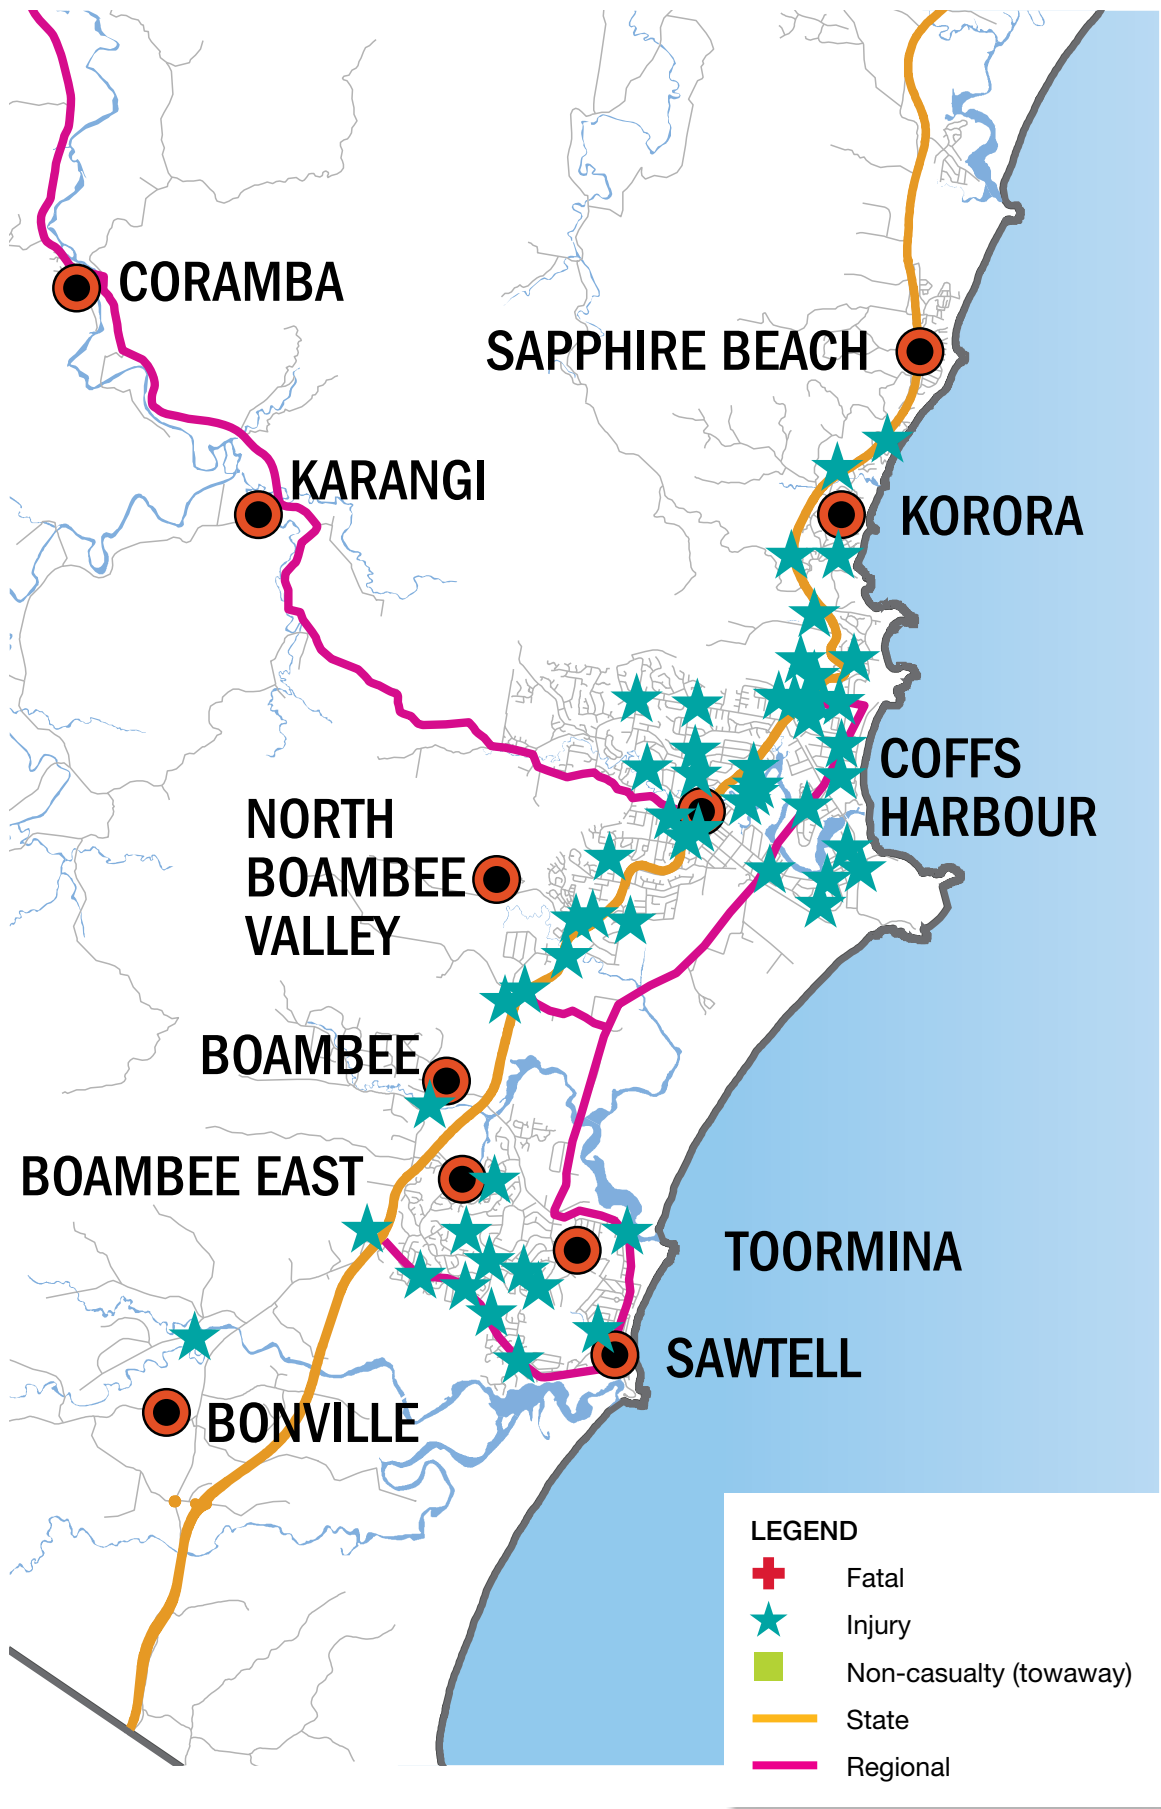 CORAMBA
SAPPHIRE BEACH
KARANGI
KORORA
COFFS
HARBOUR
NORTH
BOAMBEE
VALLEY
BOAMBEE
BOAMBEE EAST
TOORMINA
SAWTELL
BONVILLE
LEGEND
Fatal
Injury
Non-casualty (towaway)
State
Regional